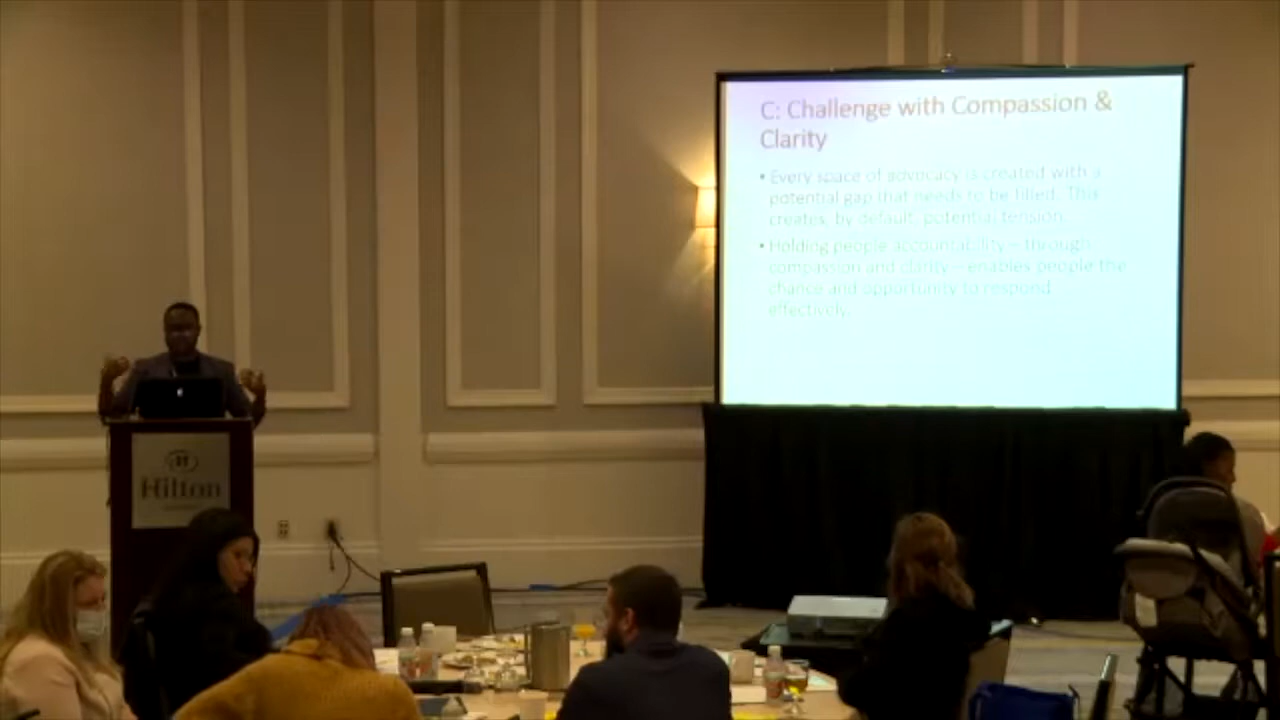 C: Challenge with Compassion &
Clarity
• Every space of advocacy is created with a
potential gap that needs to be filled. This
creates, by default, potential tension.
• Holding people accountability – through
compassion and clarity – enables people the
chance and opportunity to respond
effectively.
Hilton